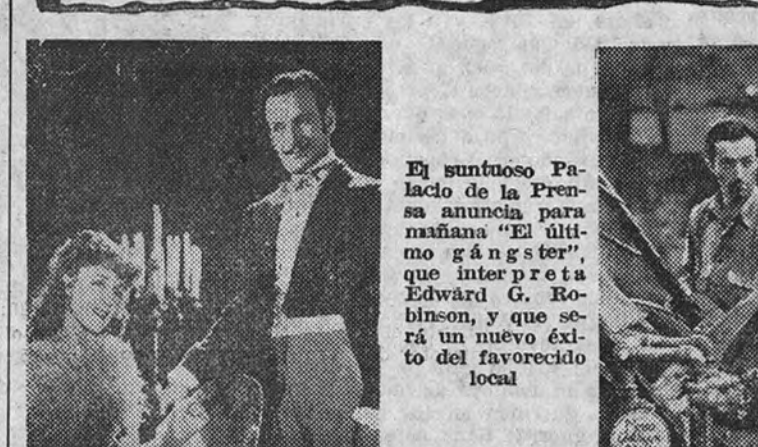 El suntuoso Pa-
lacio de la Pren-
sa anuncia para
mañana "El últi-
mo gángster",
que interpreta
Edward G. Ro-
binson, y que se-
rá un nuevo éxi-
to del favorecido
local